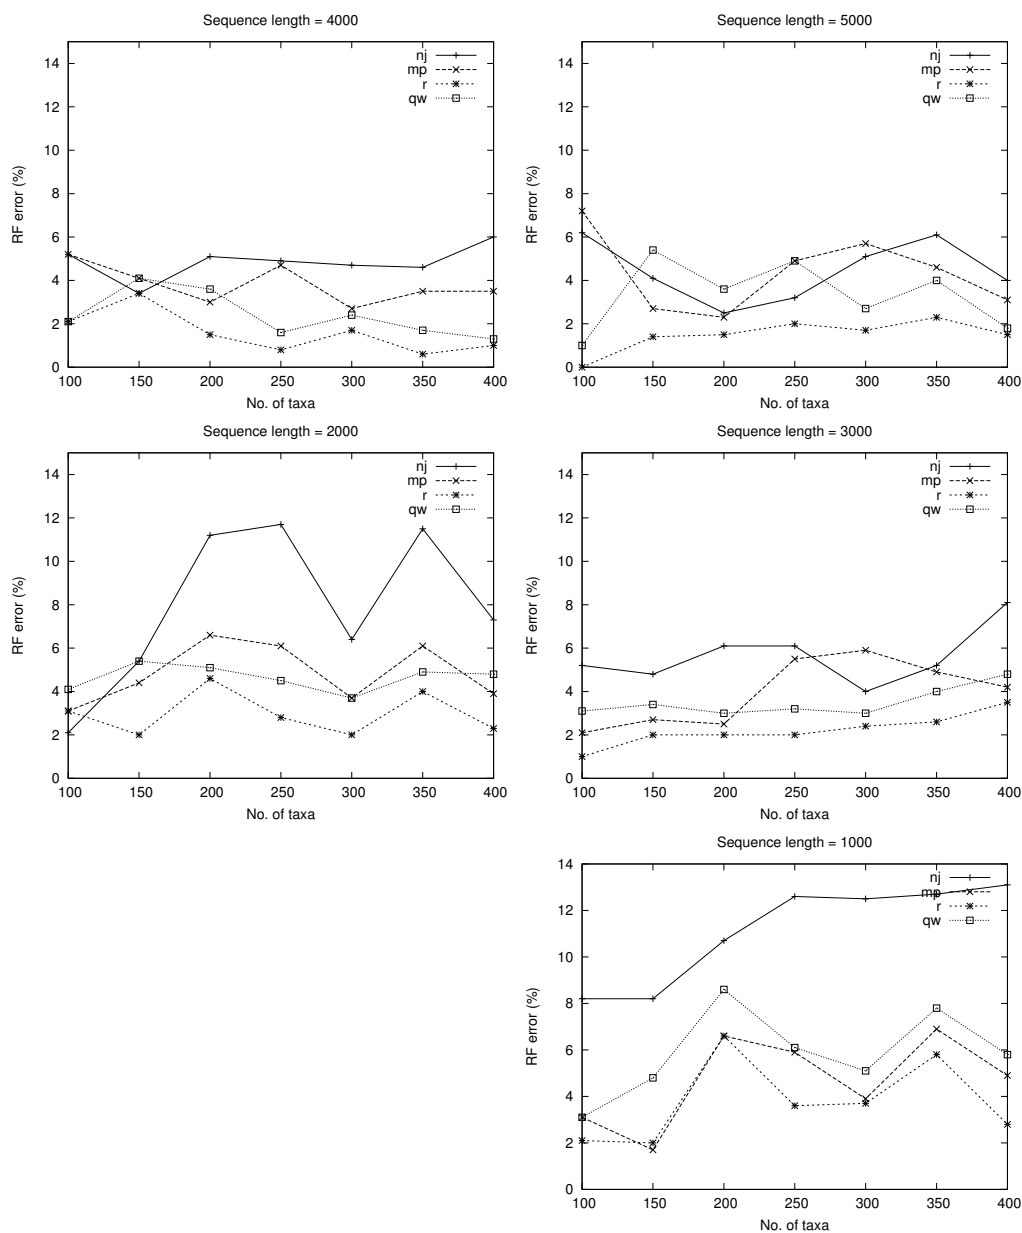 Sequence length = 4000
nj
mp
r
qw
14
12
10
8
6
4
2
0
RF error (%)
100 150 200 250 300 350 400
No. of taxa
Sequence length = 5000
nj
mp
r
qw
14
12
10
8
6
4
2
0
RF error (%)
100 150 200 250 300 350 400
No. of taxa
Sequence length = 2000
nj
mp
r
qw
14
12
10
8
6
4
2
0
RF error (%)
100 150 200 250 300 350 400
No. of taxa
Sequence length = 3000
nj
mp
r
qw
14
12
10
8
6
4
2
0
RF error (%)
100 150 200 250 300 350 400
No. of taxa
Sequence length = 1000
nj
mp
r
qw
14
12
10
8
6
4
2
0
RF error (%)
100 150 200 250 300 350 400
No. of taxa